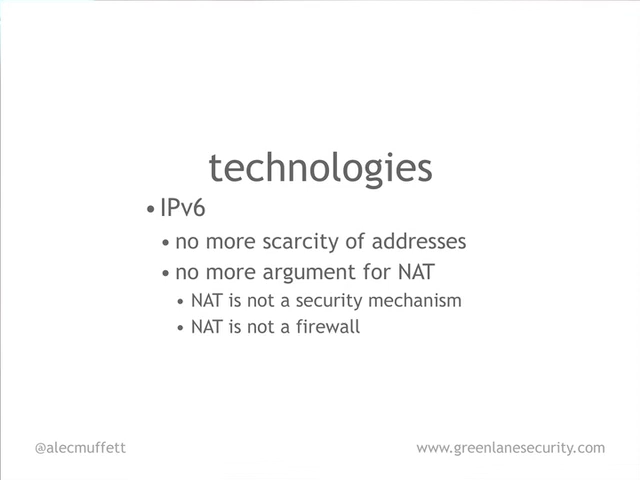 technologies
• IPv6
• no more scarcity of addresses
• no more argument for NAT
• NAT is not a security mechanism
• NAT is not a firewall
@alecmuffett
www.greenlanesecurity.com